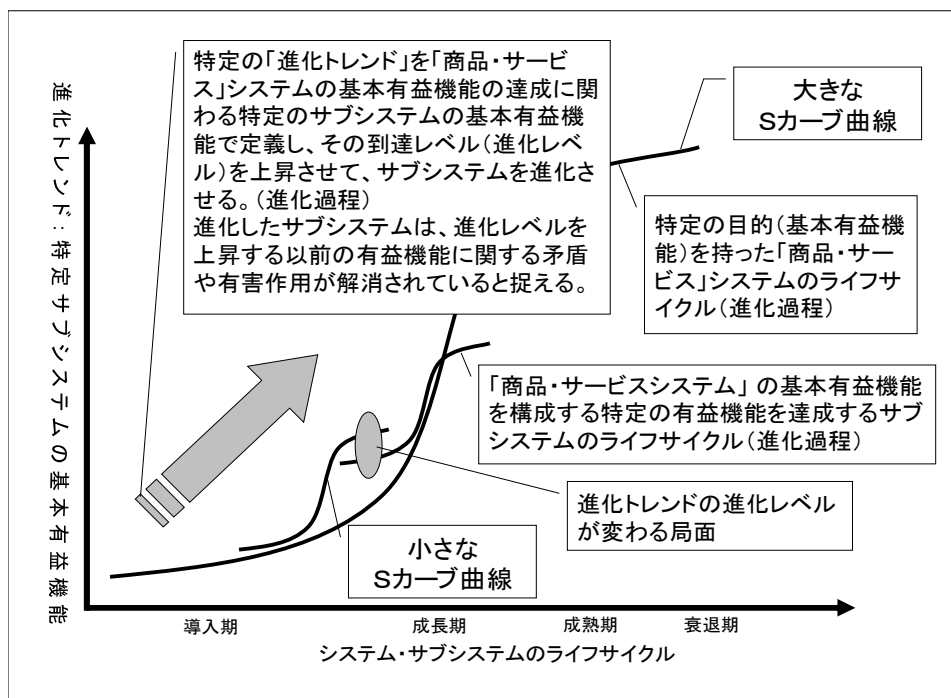 特定の「進化トレンド」を「商品・サービ
ス」システムの基本有益機能の達成に関
わる特定のサブシステムの基本有益機
能で定義し、その到達レベル(進化レベ
ル)を上昇させて、サブシステムを進化さ
せる。(進化過程)
進化したサブシステムは、進化レベルを
上昇する以前の有益機能に関する矛盾
や有害作用が解消されていると捉える。
大きな
Sカーブ曲線
進化トレンド:特定サブシステムの基本有益機能
特定の目的(基本有益機
能)を持った「商品・サー
ビス」システムのライフサ
イクル(進化過程)
「商品・サービスシステム」 の基本有益機能
を構成する特定の有益機能を達成するサブ
システムのライフサイクル(進化過程)
進化トレンドの進化レベル
が変わる局面
小さな
Sカーブ曲線
導入期
成長期
成熟期
衰退期
システム・サブシステムのライフサイクル